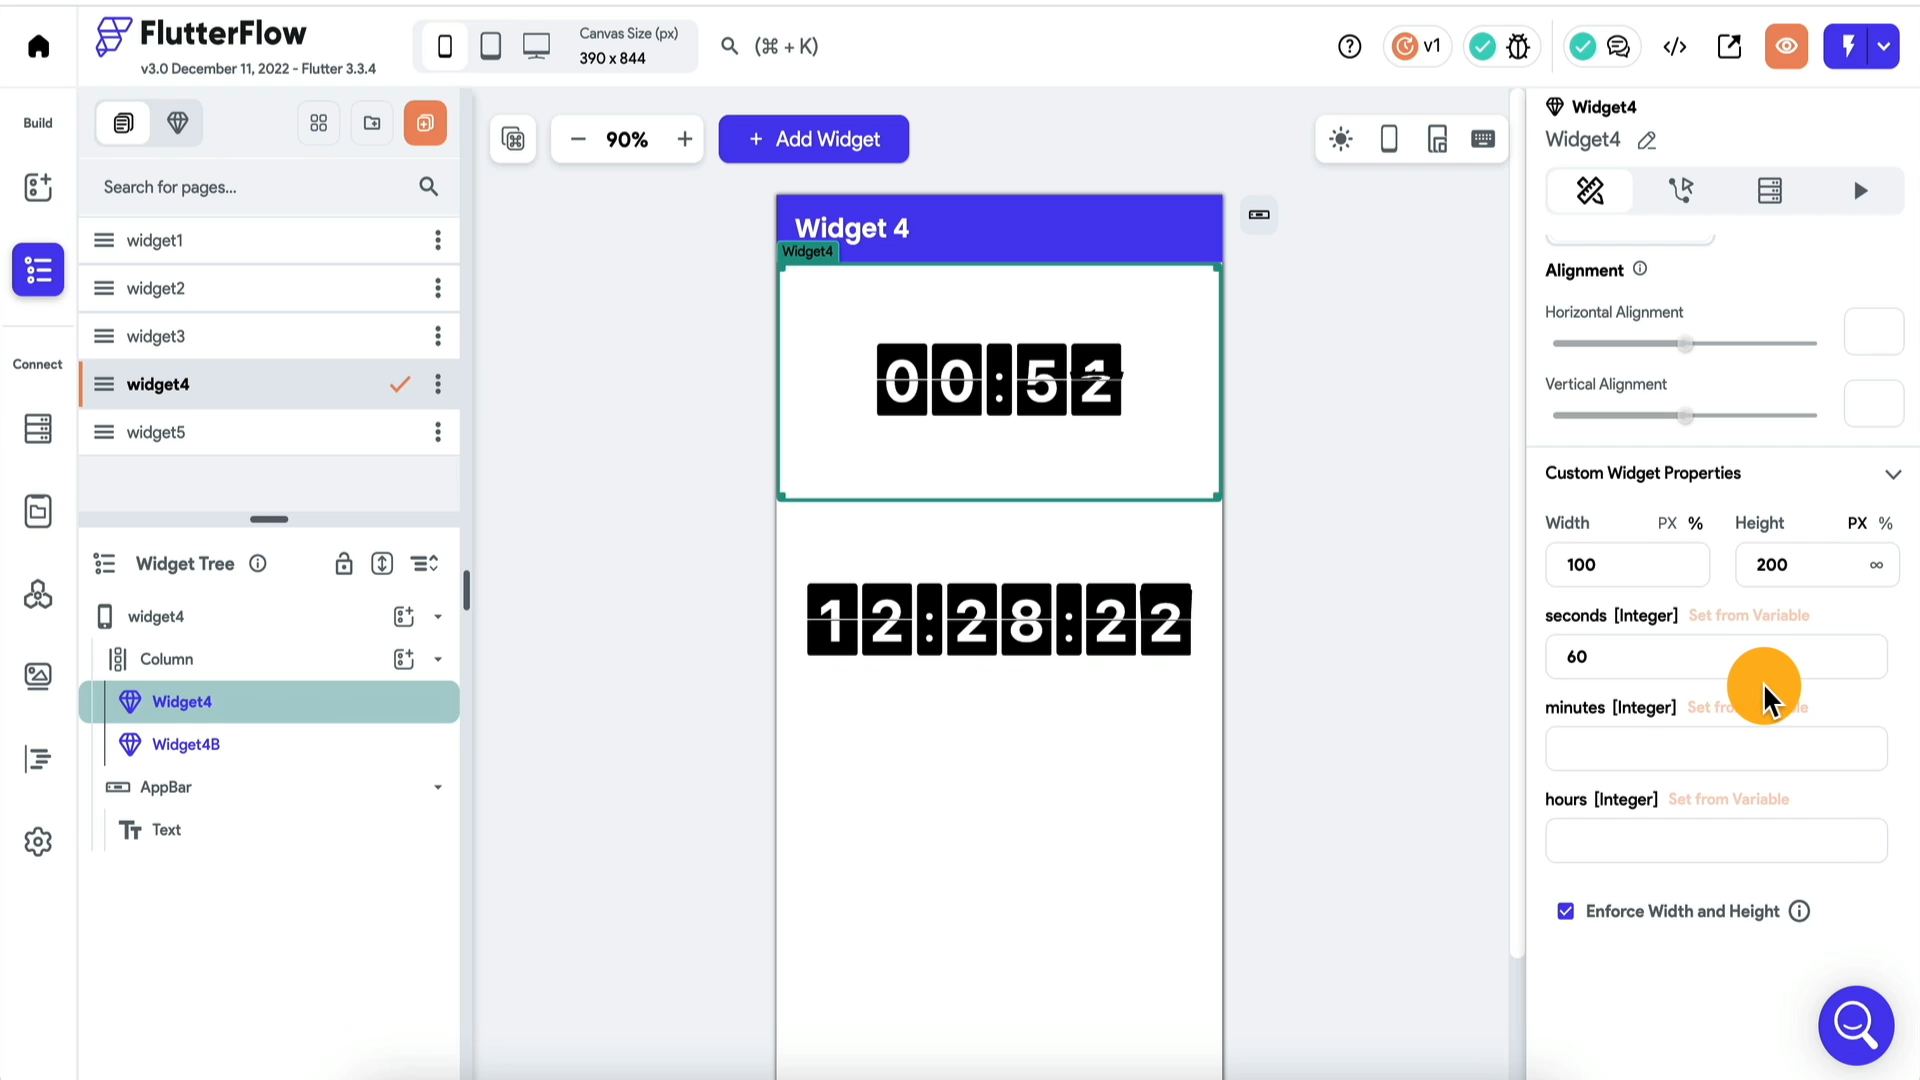 FlutterFlow
v3.0 December 11, 2022 - Flutter 3.3.4
Canvas Size (px)
390 x 844
(⌘ + K)
v1
Build
Connect
Search for pages...
widget1
widget2
widget3
widget4
widget5
Widget Tree
widget4
Column
Widget4
Widget4B
AppBar
Text
90%
+ Add Widget
Widget 4
Widget4
00:5
12:28:22
Widget4
Widget4
Alignment
Horizontal Alignment
Vertical Alignment
Custom Widget Properties
Width PX % Height PX %
100 200 ∞
seconds [Integer] Set from Variable
60
minutes [Integer] Set
hours [Integer] Set from Variable
Enforce Width and Height